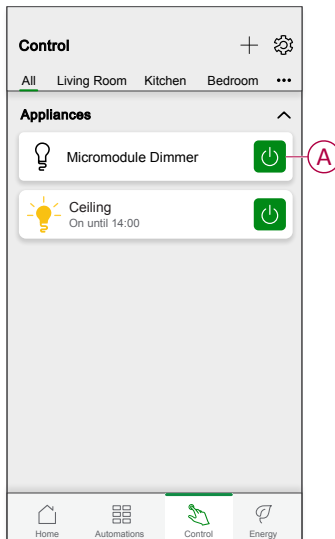 Control
All Living Room Kitchen Bedroom •••
Appliances
Micromodule Dimmer
A
Ceiling
On until 14:00
Home Automations Control Energy